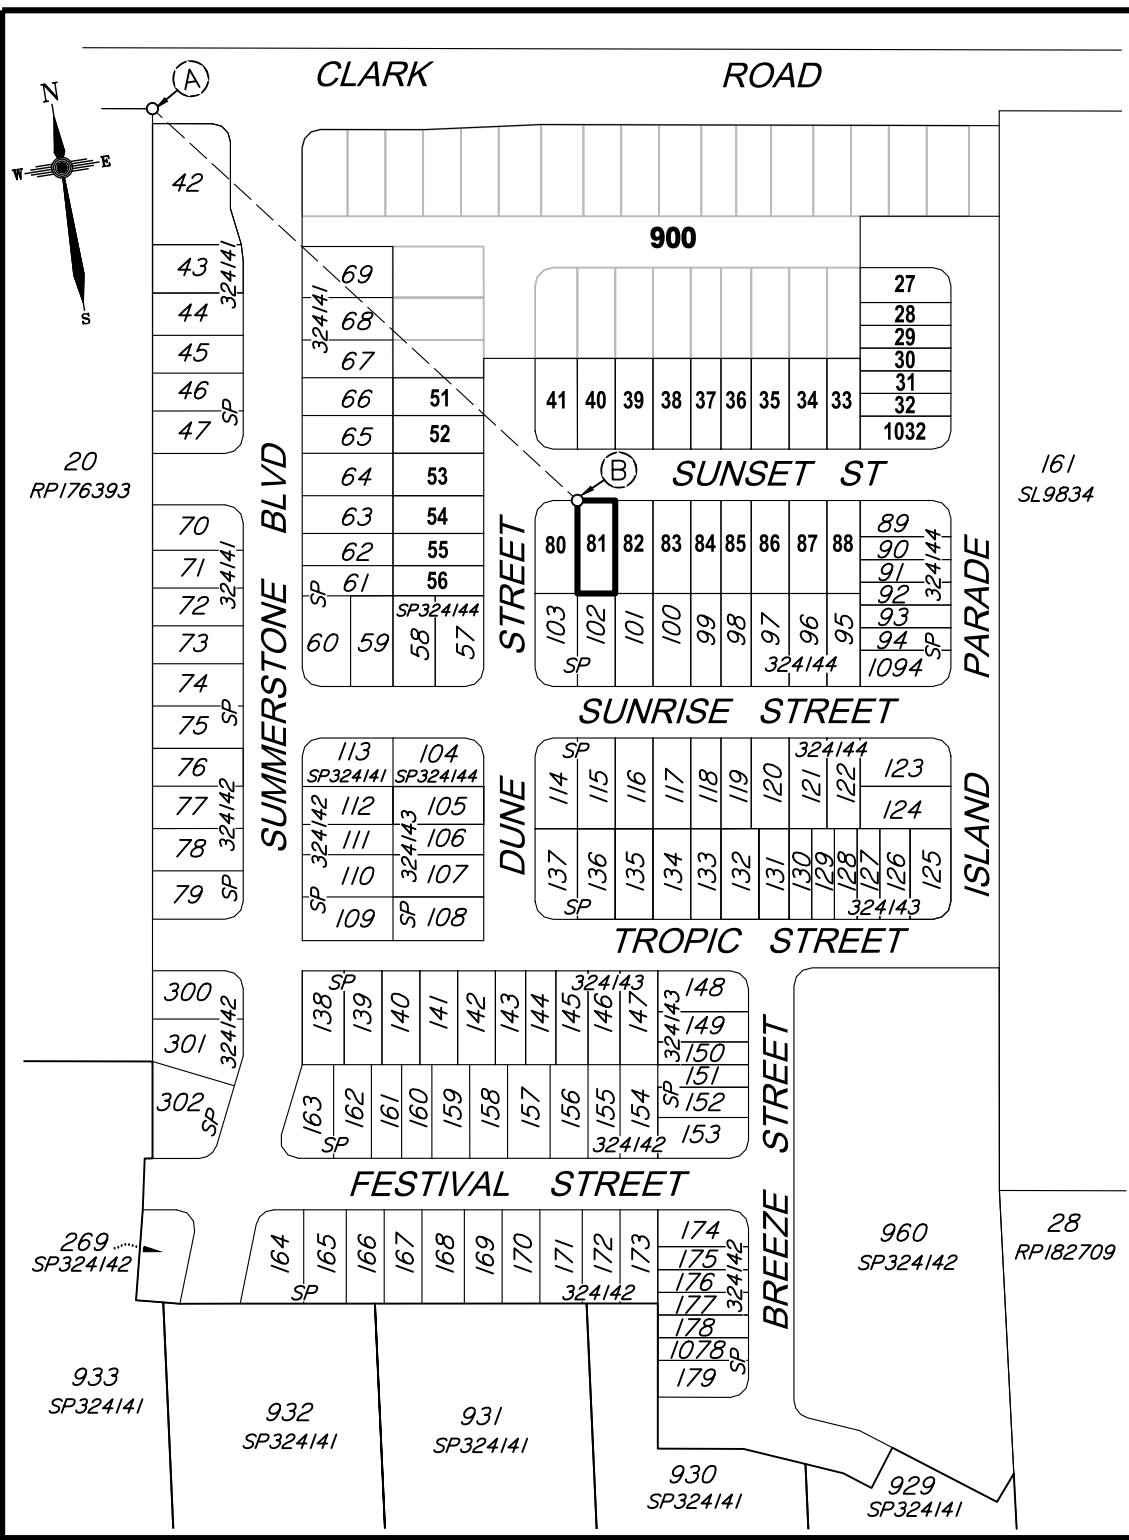 CLARK ROAD
A
N
W E
S
42
43
44
45
46
47
SP 324141
20
RP176393
69
68
67
66
65
64
63
62
61
SP 324141
60 59
900
51
52
53
54
55
56
SP324144
58 57
41 40 39 38 37 36 35 34 33
27
28
29
30
31
32
1032
SUNSET ST
B
161
SL9834
80 81 82 83 84 85 86 87 88
89
90
91
92
93
94
1094
SP 324144
103 102 101 100 99 98 97 96 95
SP 324144
SUMMERSTONE BLVD
DUNE STREET
ISLAND PARADE
70
71
72
73
74
75
SP 324141
76
77
78
79
SP 324142
SUNRISE STREET
113
SP324141
104
SP324144
112
111
110
109
SP 324142
105
106
107
108
SP 324143
SP 324144
114 115 116 117 118 119 120 121 122
123
124
137 136 135 134 133 132 131 130 129 128 127 126 125
SP 324143
TROPIC STREET
300
301
302
SP 324142
SP 324143
138 139 140 141 142 143 144 145 146 147
148
149
150
SP 324143
151
152
153
163 162 161 160 159 158 157 156 155 154
SP 324142
FESTIVAL STREET
BREEZE STREET
269
SP324142
164 165 166 167 168 169 170 171 172 173
SP 324142
174
175
176
177
178
1078
179
SP 324142
960
SP324142
28
RP182709
933
SP324141
932
SP324141
931
SP324141
930
SP324141
929
SP324141